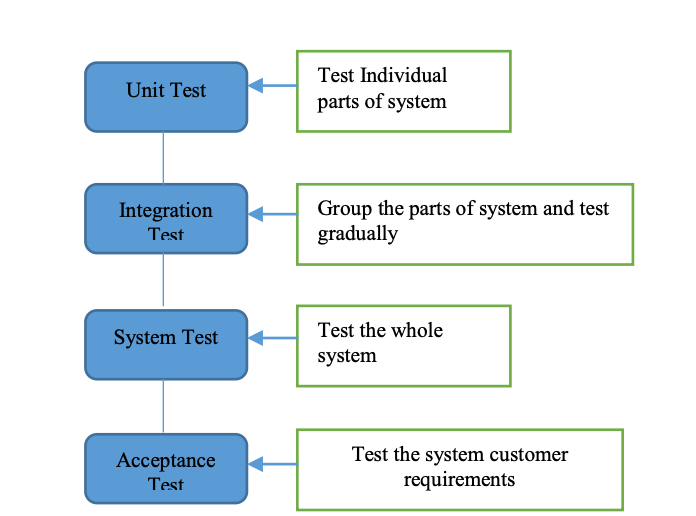 Unit Test
Test Individual
parts of system
Integration
Test
Group the parts of system and test
gradually
System Test
Test the whole
system
Acceptance
Test
Test the system customer
requirements